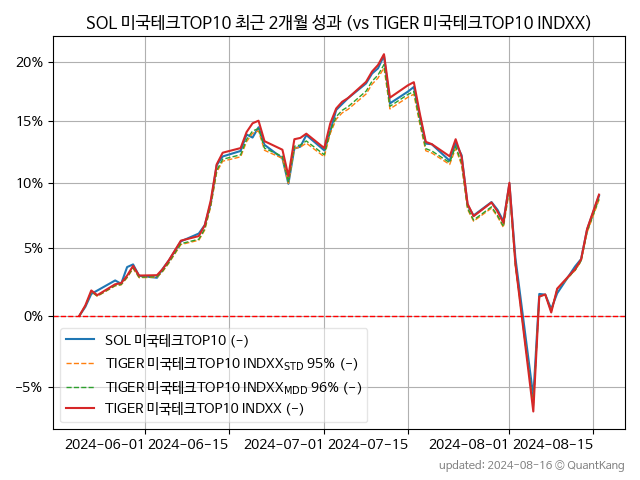 SOL 미국테크TOP10 최근 2개월 성과 (vs TIGER 미국테크TOP10 INDXX)
20%
15%
10%
5%
0%
−5%
SOL 미국테크TOP10 (-)
TIGER 미국테크TOP10 INDXX_STD 95% (-)
TIGER 미국테크TOP10 INDXX_MDD 96% (-)
TIGER 미국테크TOP10 INDXX (-)
2024-06-01 2024-06-15 2024-07-01 2024-07-15 2024-08-01 2024-08-15
updated: 2024-08-16 © QuantKang